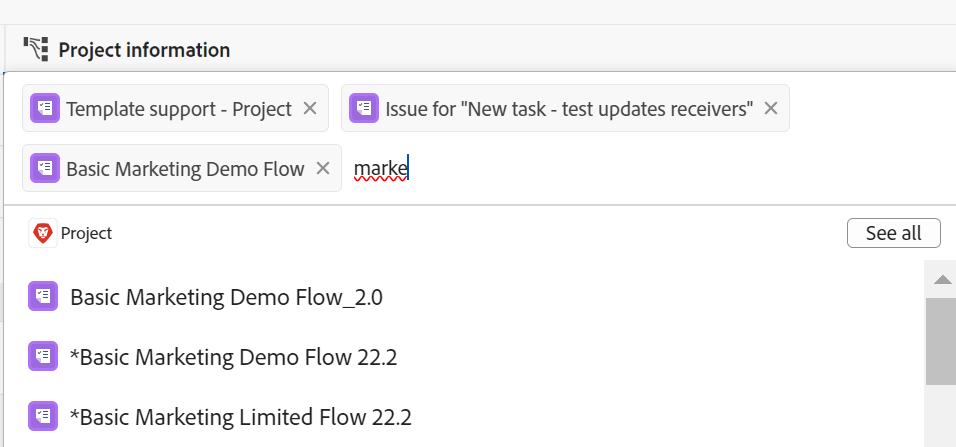 Project information
Template support - Project
Issue for "New task - test updates receivers"
Basic Marketing Demo Flow
marke
Project
See all
Basic Marketing Demo Flow_2.0
*Basic Marketing Demo Flow 22.2
*Basic Marketing Limited Flow 22.2